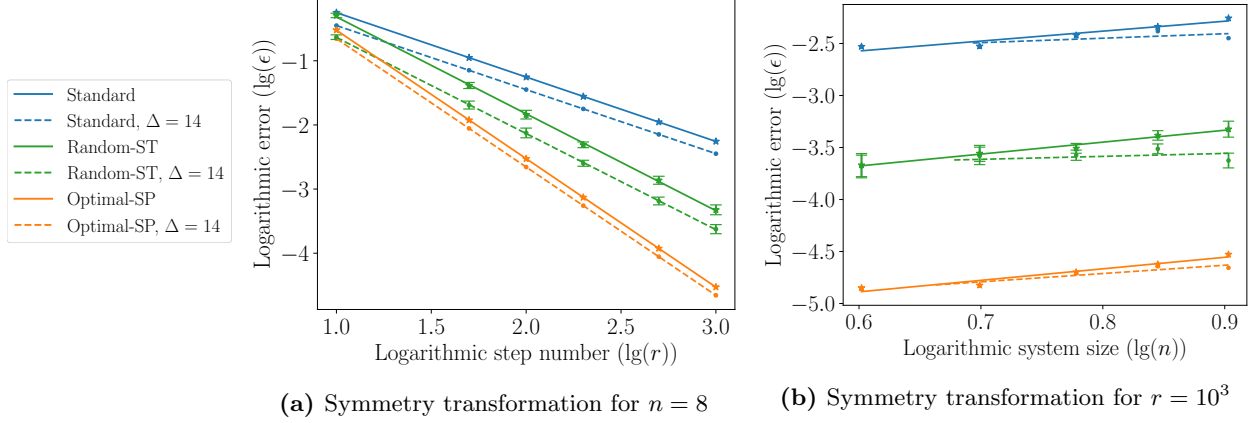 Standard
Standard, Δ = 14
Random-ST
Random-ST, Δ = 14
Optimal-SP
Optimal-SP, Δ = 14
Logarithmic error (lg(ϵ))
−1
−2
−3
−4
1.0 1.5 2.0 2.5 3.0
Logarithmic step number (lg(r))
(a) Symmetry transformation for n = 8
Logarithmic error (lg(ϵ))
−2.5
−3.0
−3.5
−4.0
−4.5
−5.0
0.6 0.7 0.8 0.9
Logarithmic system size (lg(n))
(b) Symmetry transformation for r = 10³